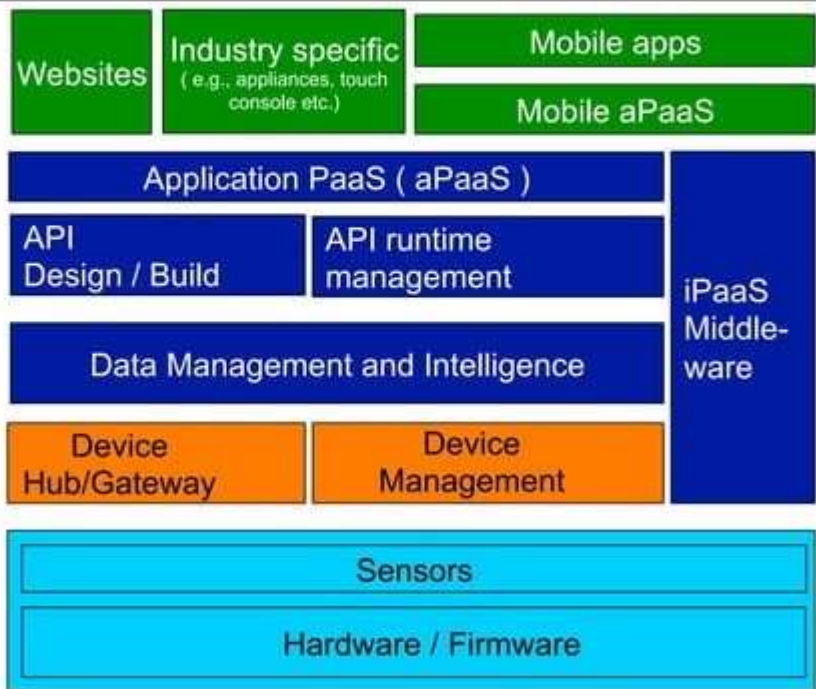 Websites
Industry specific
( e.g., appliances, touch
console etc.)
Mobile apps
Mobile aPaaS
Application PaaS ( aPaaS )
API
Design / Build
API runtime
management
iPaaS
Middle-
ware
Data Management and Intelligence
Device
Hub/Gateway
Device
Management
Sensors
Hardware / Firmware